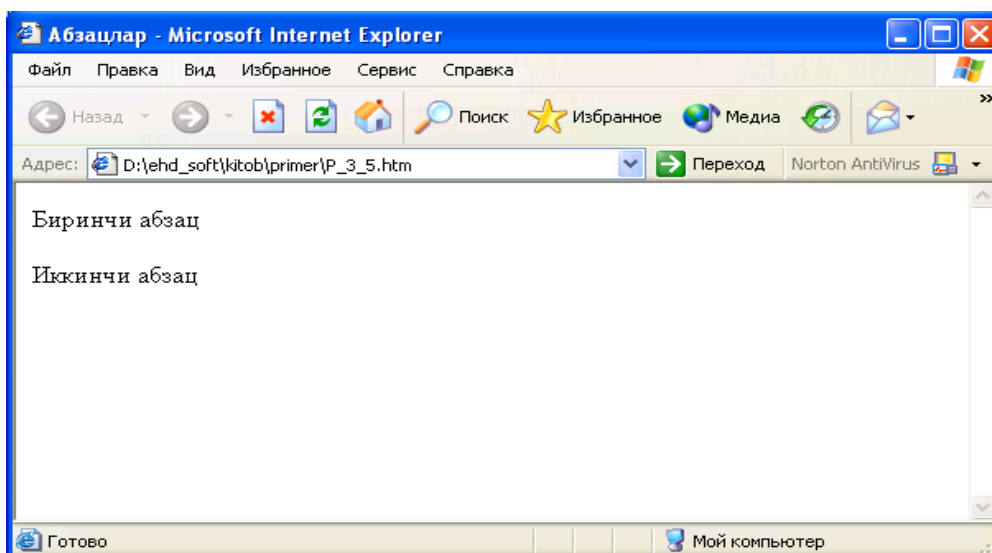 Абзацлар - Microsoft Internet Explorer
Файл Правка Вид Избранное Сервис Справка
Назад Поиск Избранное Медиа »
Адрес: D:\ehd_soft\kitob\primer\P_3_5.htm Переход Norton AntiVirus
Биринчи абзац
Иккинчи абзац
Готово Мой компьютер